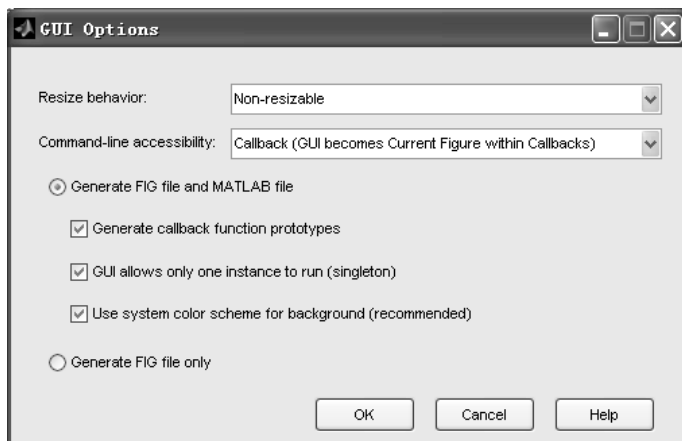 GUI Options
Resize behavior: Non-resizable
Command-line accessibility: Callback (GUI becomes Current Figure within Callbacks)
Generate FIG file and MATLAB file
Generate callback function prototypes
GUI allows only one instance to run (singleton)
Use system color scheme for background (recommended)
Generate FIG file only
OK Cancel Help